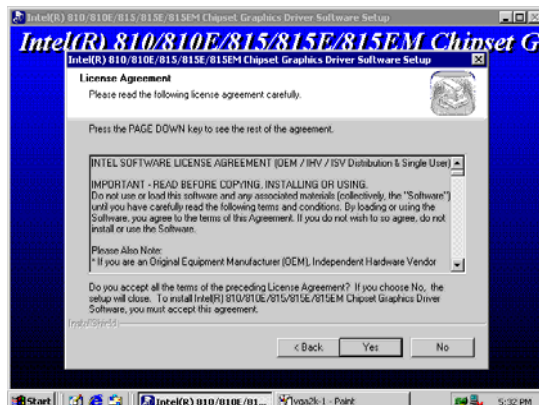 Intel(R) 810/810E/815/815E/815EM Chipset Graphics Driver Software Setup
Intel(R) 810/810E/815/815E/815EM Chipset G
Intel(R) 810/810E/815/815E/815EM Chipset Graphics Driver Software Setup
License Agreement
Please read the following license agreement carefully.
Press the PAGE DOWN key to see the rest of the agreement.
INTEL SOFTWARE LICENSE AGREEMENT (OEM / IHV / ISV Distribution & Single User)
IMPORTANT - READ BEFORE COPYING, INSTALLING OR USING.
Do not use or load this software and any associated materials (collectively, the "Software")
until you have carefully read the following terms and conditions. By loading or using the
Software, you agree to the terms of this Agreement. If you do not wish to so agree, do not
install or use the Software.
Please Also Note:
* If you are an Original Equipment Manufacturer (OEM), Independent Hardware Vendor
Do you accept all the terms of the preceding License Agreement? If you choose No, the
setup will close. To install Intel(R) 810/810E/815/815E/815EM Chipset Graphics Driver
Software, you must accept this agreement.
InstallShield
< Back
Yes
No
Start
Intel(R) 810/810E/81...
vga2k-1 - Paint
5:32 PM